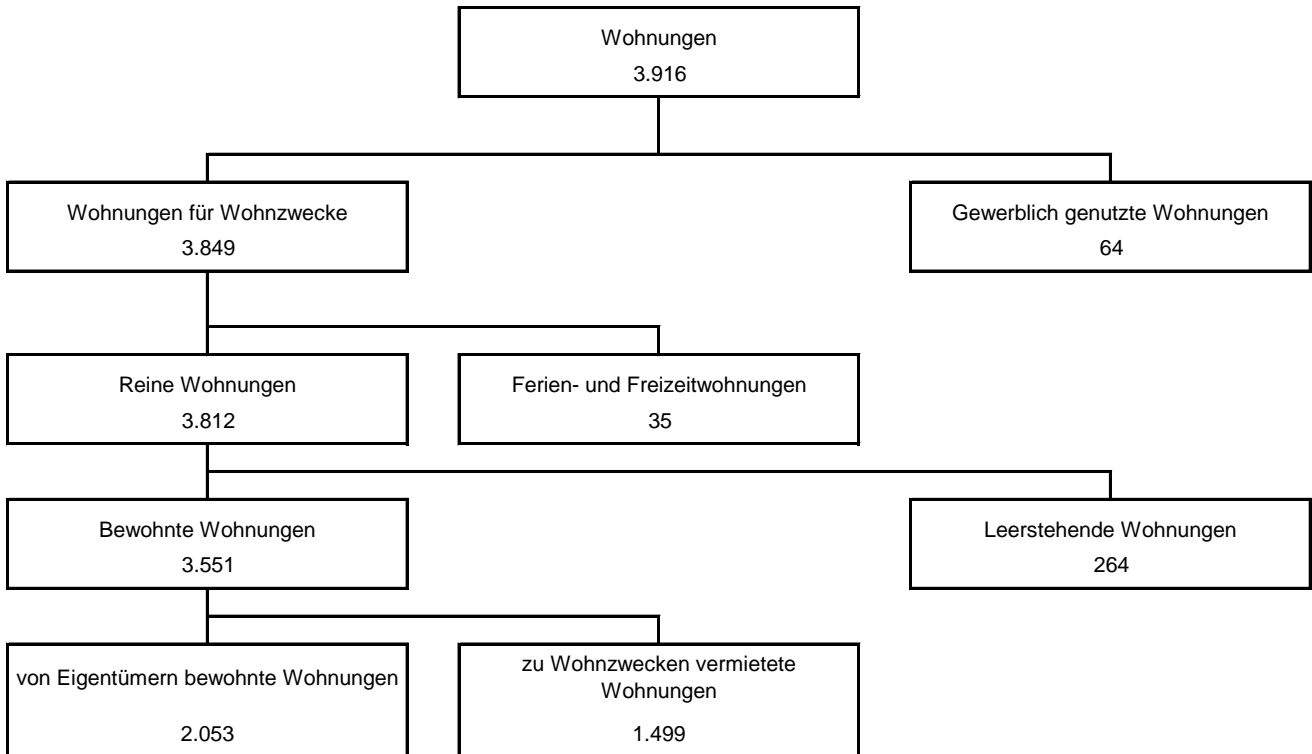 Wohnungen
3.916
Wohnungen für Wohnzwecke
3.849
Gewerblich genutzte Wohnungen
64
Reine Wohnungen
3.812
Ferien- und Freizeitwohnungen
35
Bewohnte Wohnungen
3.551
Leerstehende Wohnungen
264
von Eigentümern bewohnte Wohnungen
2.053
zu Wohnzwecken vermietete
Wohnungen
1.499